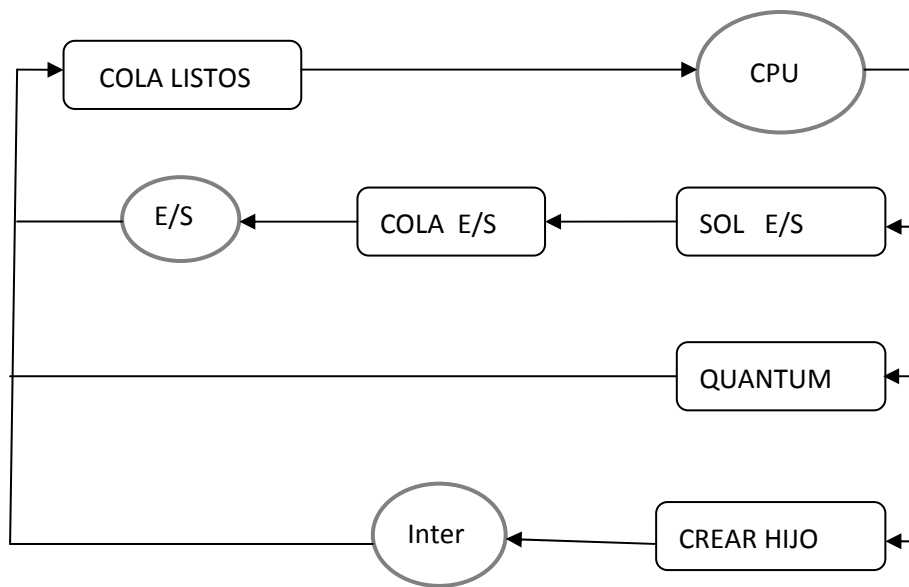 COLA LISTOS
CPU
E/S
COLA E/S
SOL E/S
QUANTUM
Inter
CREAR HIJO